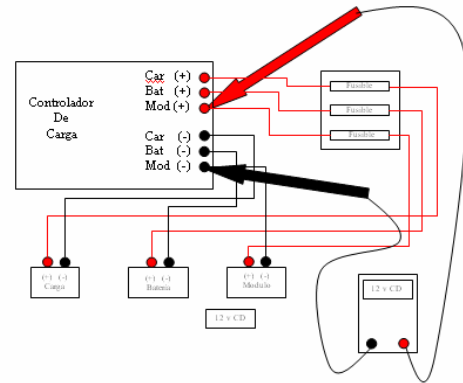 Car (+)
Bat (+)
Mod (+)
Controlador
De
Carga
Car (-)
Bat (-)
Mod (-)
Fusible
Fusible
Fusible
(+) (-)
Carga
(+) (-)
Bateria
(+) (-)
Modulo
12 v CD
12 v CD